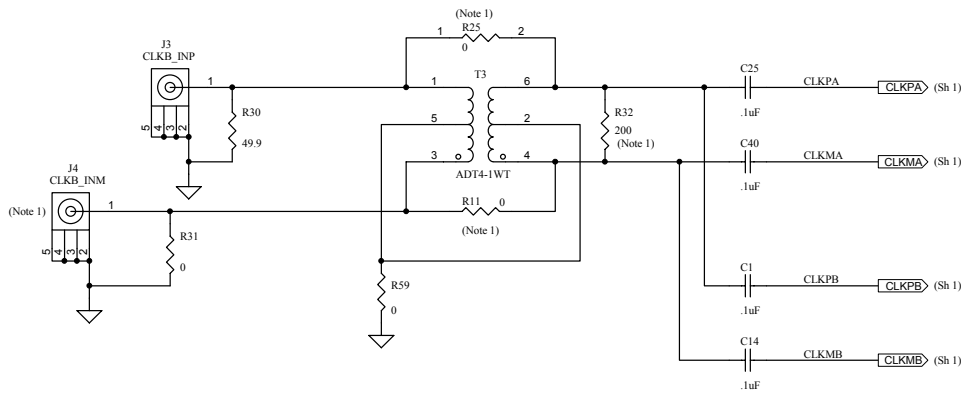 (Note 1)
R25
1 2
0
J3
CLKB_INP
1
5 4 3 2
R30
49.9
T3
1 6
5 2
3 4
ADT4-1WT
R32
200
(Note 1)
C25
.1uF
CLKPA
CLKPA (Sh 1)
C40
.1uF
CLKMA
CLKMA (Sh 1)
J4
CLKB_INM
(Note 1)
1
5 4 3 2
R31
0
R11 0
(Note 1)
R59
0
C1
.1uF
CLKPB
CLKPB (Sh 1)
C14
.1uF
CLKMB
CLKMB (Sh 1)